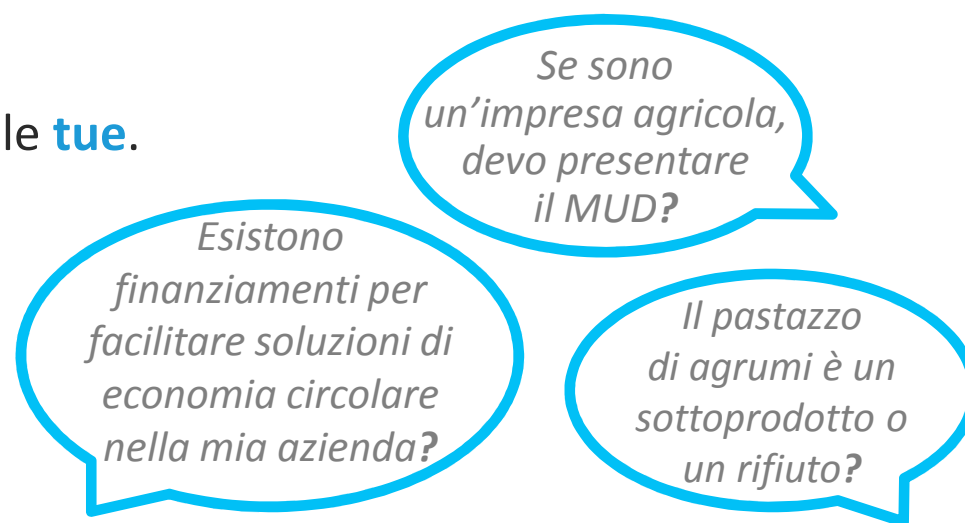 le tue.
Se sono
un’impresa agricola,
devo presentare
il MUD?
Esistono
finanziamenti per
facilitare soluzioni di
economia circolare
nella mia azienda?
Il pastazzo
di agrumi è un
sottoprodotto o
un rifiuto?